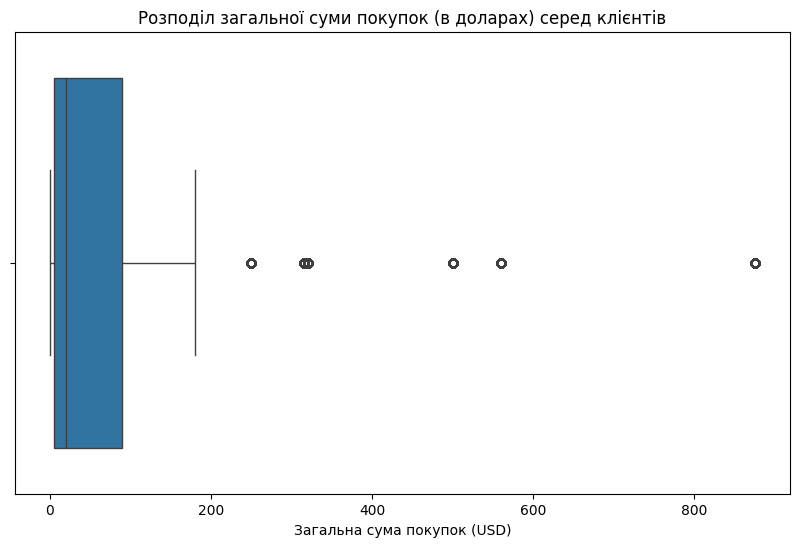 Розподіл загальної суми покупок (в доларах) серед клієнтів
0 200 400 600 800
Загальна сума покупок (USD)